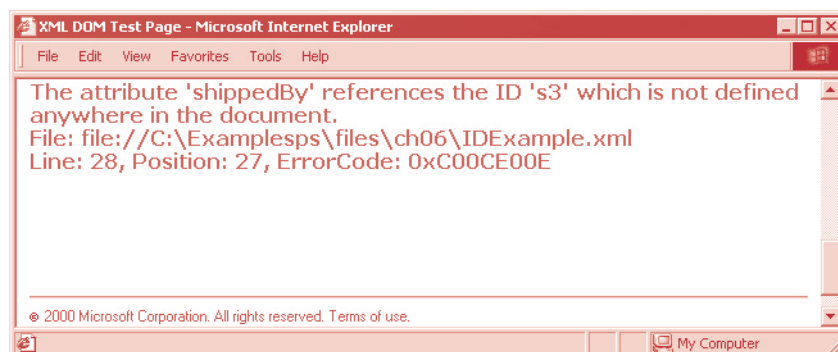 XML DOM Test Page - Microsoft Internet Explorer
File Edit View Favorites Tools Help
The attribute 'shippedBy' references the ID 's3' which is not defined
anywhere in the document.
File: file://C:\Examplesps\files\ch06\IDExample.xml
Line: 28, Position: 27, ErrorCode: 0xC00CE00E
© 2000 Microsoft Corporation. All rights reserved. Terms of use.
My Computer